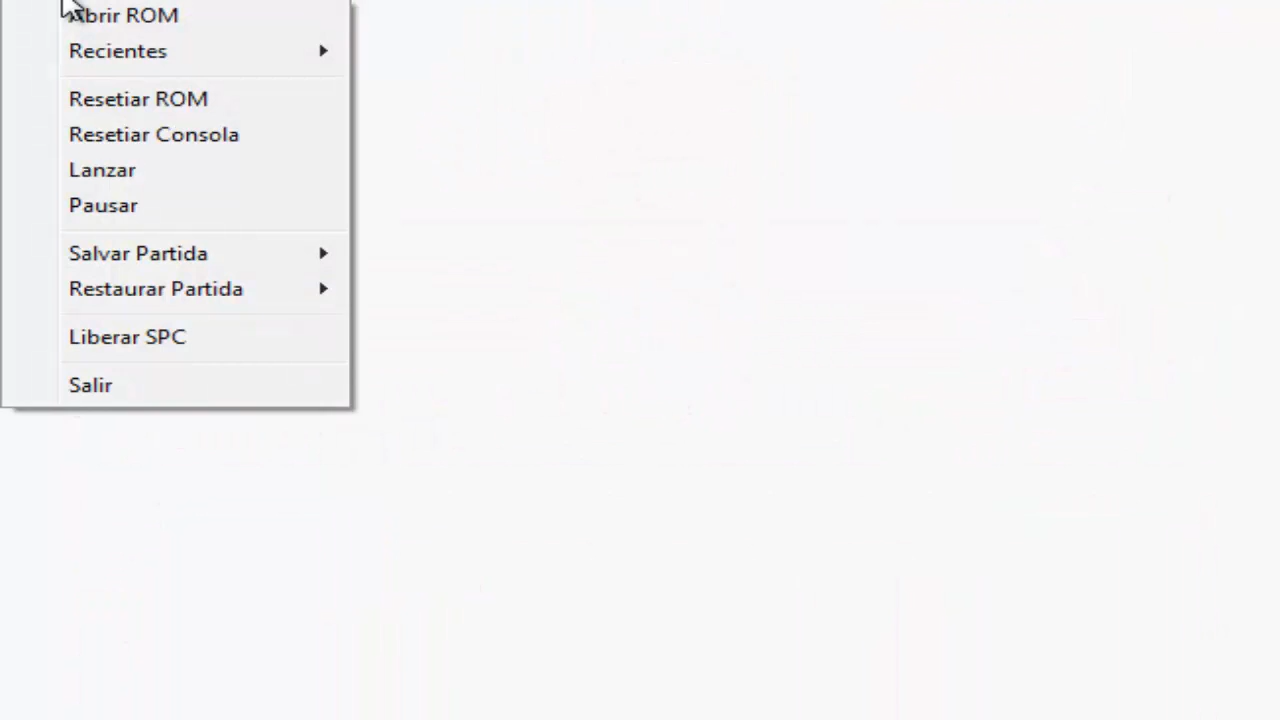 Abrir ROM
Recientes
Resetiar ROM
Resetiar Consola
Lanzar
Pausar
Salvar Partida
Restaurar Partida
Liberar SPC
Salir